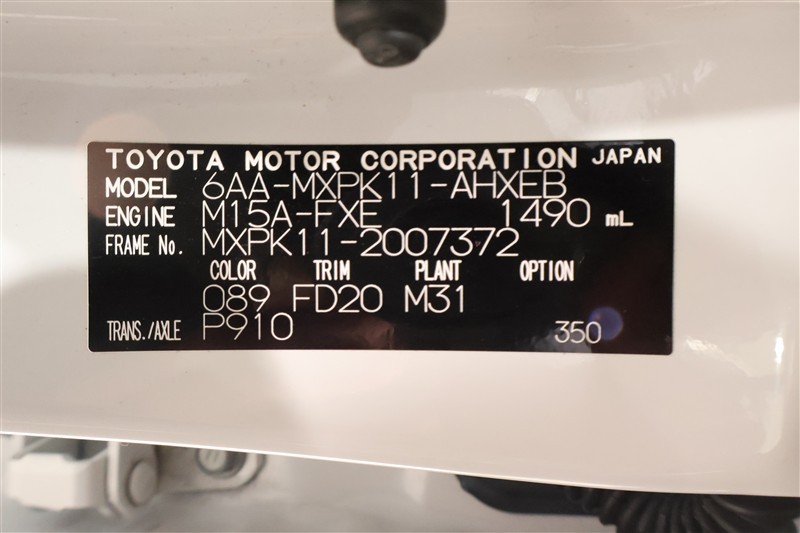 TOYOTA MOTOR CORPORATION JAPAN
MODEL 6AA-MXPK11-AHXEB
ENGINE M15A-FXE 1490 mL
FRAME No. MXPK11-2007372
COLOR TRIM PLANT OPTION
089 FD20 M31
TRANS./AXLE P910 350